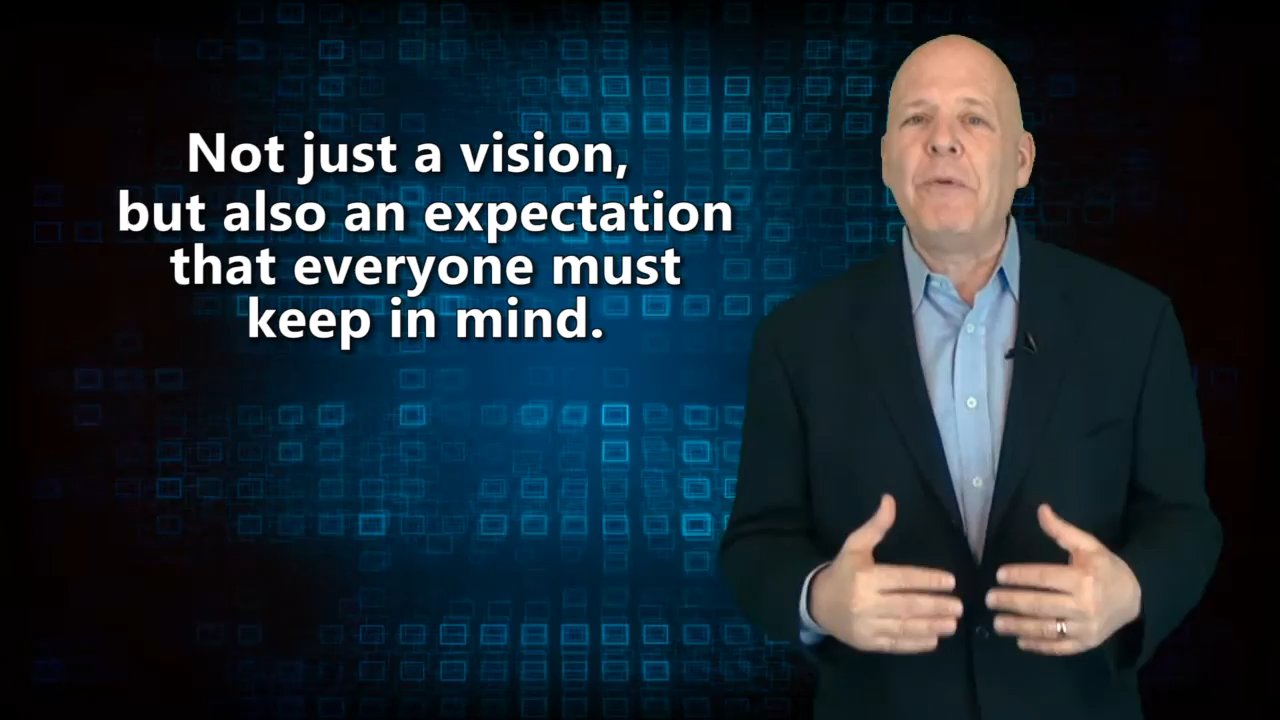 Not just a vision,
but also an expectation
that everyone must
keep in mind.